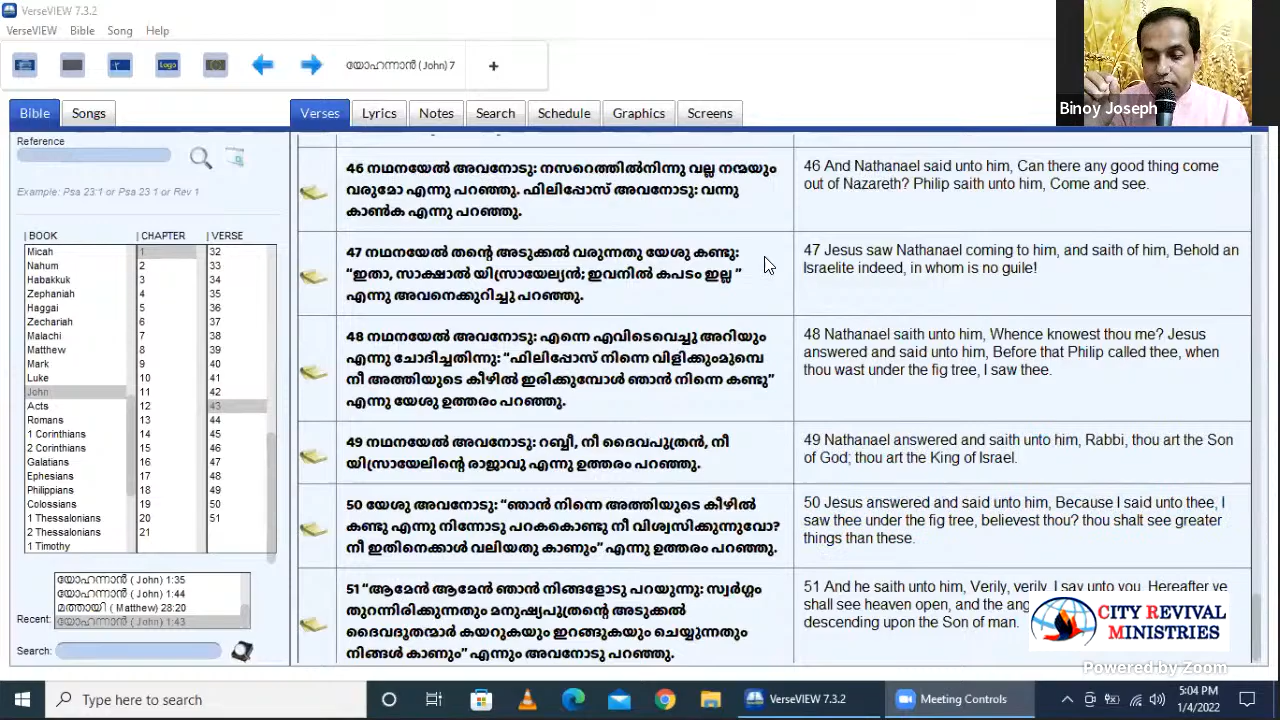 VerseVIEW 7.3.2
VerseVIEW Bible Song Help
Logo
യോഹന്നാൻ (John) 7
+
Binoy Joseph
Bible Songs
Verses Lyrics Notes Search Schedule Graphics Screens
Reference
Example: Psa 23:1 or Psa 23 1 or Rev 1
| BOOK | CHAPTER | VERSE
Micah 1 32
Nahum 2 33
Habakkuk 3 34
Zephaniah 4 35
Haggai 5 36
Zechariah 6 37
Malachi 7 38
Matthew 8 39
Mark 9 40
Luke 10 41
John 11 42
Acts 12 43
Romans 13 44
1 Corinthians 14 45
2 Corinthians 15 46
Galatians 16 47
Ephesians 17 48
Philippians 18 49
Colossians 19 50
1 Thessalonians 20 51
2 Thessalonians 21
1 Timothy
യോഹന്നാൻ (John) 1:35
യോഹന്നാൻ (John) 1:44
മത്തായി (Matthew) 28:20
Recent: യോഹന്നാൻ (John) 1:43
Search:
46 നഥനയേൽ അവനോടു: നസറെത്തിൽനിന്നു വല്ല നന്മയും
വരുമോ എന്നു പറഞ്ഞു. ഫിലിപ്പോസ് അവനോടു: വന്നു
കാൺക എന്നു പറഞ്ഞു.
46 And Nathanael said unto him, Can there any good thing come
out of Nazareth? Philip saith unto him, Come and see.
47 നഥനയേൽ തന്റെ അടുക്കൽ വരുന്നതു യേശു കണ്ടു:
“ഇതാ, സാക്ഷാൽ യിസ്രായേല്യൻ; ഇവനിൽ കപടം ഇല്ല ”
എന്നു അവനെക്കുറിച്ചു പറഞ്ഞു.
47 Jesus saw Nathanael coming to him, and saith of him, Behold an
Israelite indeed, in whom is no guile!
48 നഥനയേൽ അവനോടു: എന്നെ എവിടെവെച്ചു അറിയും
എന്നു ചോദിച്ചതിന്നു: “ഫിലിപ്പോസ് നിന്നെ വിളിക്കുംമുമ്പെ
നീ അത്തിയുടെ കീഴിൽ ഇരിക്കുമ്പോൾ ഞാൻ നിന്നെ കണ്ടു”
എന്നു യേശു ഉത്തരം പറഞ്ഞു.
48 Nathanael saith unto him, Whence knowest thou me? Jesus
answered and said unto him, Before that Philip called thee, when
thou wast under the fig tree, I saw thee.
49 നഥനയേൽ അവനോടു: റബ്ബീ, നീ ദൈവപുത്രൻ, നീ
യിസ്രായേലിന്റെ രാജാവു എന്നു ഉത്തരം പറഞ്ഞു.
49 Nathanael answered and saith unto him, Rabbi, thou art the Son
of God; thou art the King of Israel.
50 യേശു അവനോടു: “ഞാൻ നിന്നെ അത്തിയുടെ കീഴിൽ
കണ്ടു എന്നു നിന്നോടു പറകകൊണ്ടു നീ വിശ്വസിക്കുന്നുവോ?
നീ ഇതിനെക്കാൾ വലിയതു കാണും” എന്നു ഉത്തരം പറഞ്ഞു.
50 Jesus answered and said unto him, Because I said unto thee, I
saw thee under the fig tree, believest thou? thou shalt see greater
things than these.
51 “ആമേൻ ആമേൻ ഞാൻ നിങ്ങളോടു പറയുന്നു: സ്വർഗ്ഗം
തുറന്നിരിക്കുന്നതും മനുഷ്യപുത്രന്റെ അടുക്കൽ
ദൈവദൂതന്മാർ കയറുകയും ഇറങ്ങുകയും ചെയ്യുന്നതും
നിങ്ങൾ കാണും” എന്നും അവനോടു പറഞ്ഞു.
51 And he saith unto him, Verily, verily, I say unto you, Hereafter ye
shall see heaven open, and the
descending upon the Son of man.
CITY REVIVAL
MINISTRIES
Powered by Zoom
Type here to search
VerseVIEW 7.3.2
Meeting Controls
5:04 PM
1/4/2022